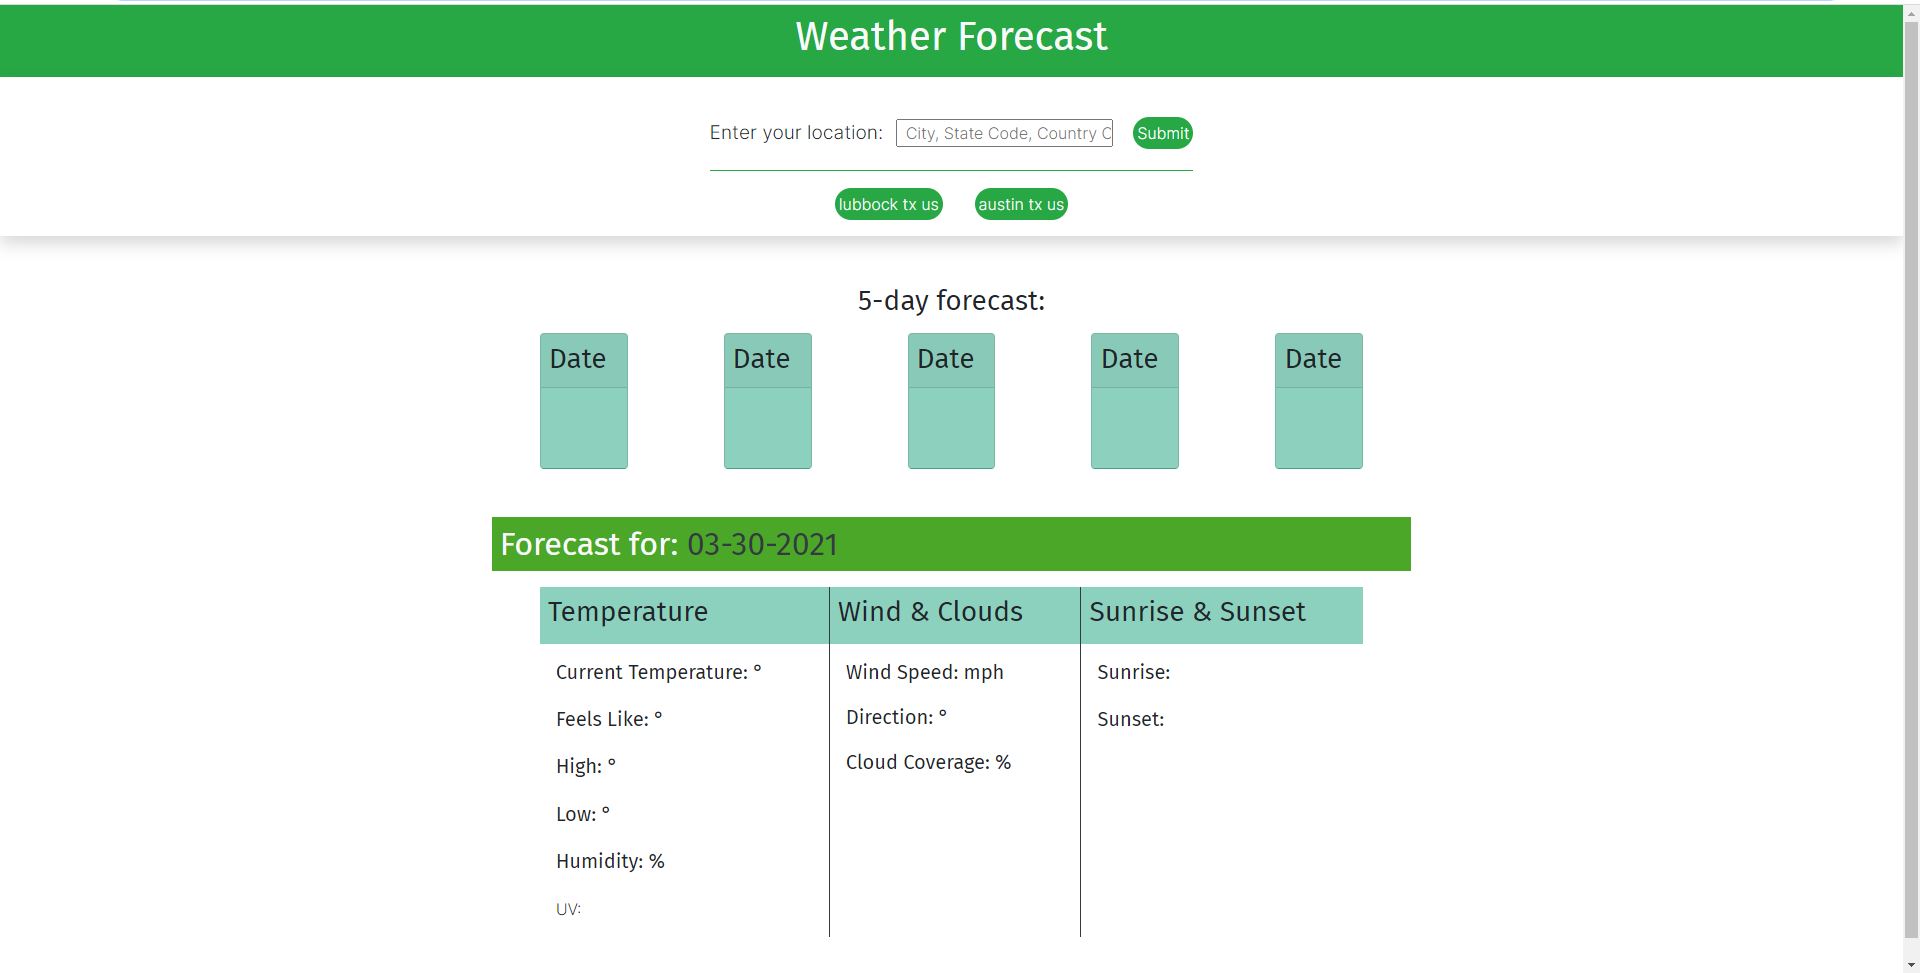 Weather Forecast
Enter your location: City, State Code, Country C Submit
lubbock tx us austin tx us
5-day forecast:
Date Date Date Date Date
Forecast for: 03-30-2021
Temperature Wind & Clouds Sunrise & Sunset
Current Temperature: ° Wind Speed: mph Sunrise:
Feels Like: ° Direction: ° Sunset:
High: ° Cloud Coverage: %
Low: °
Humidity: %
UV: